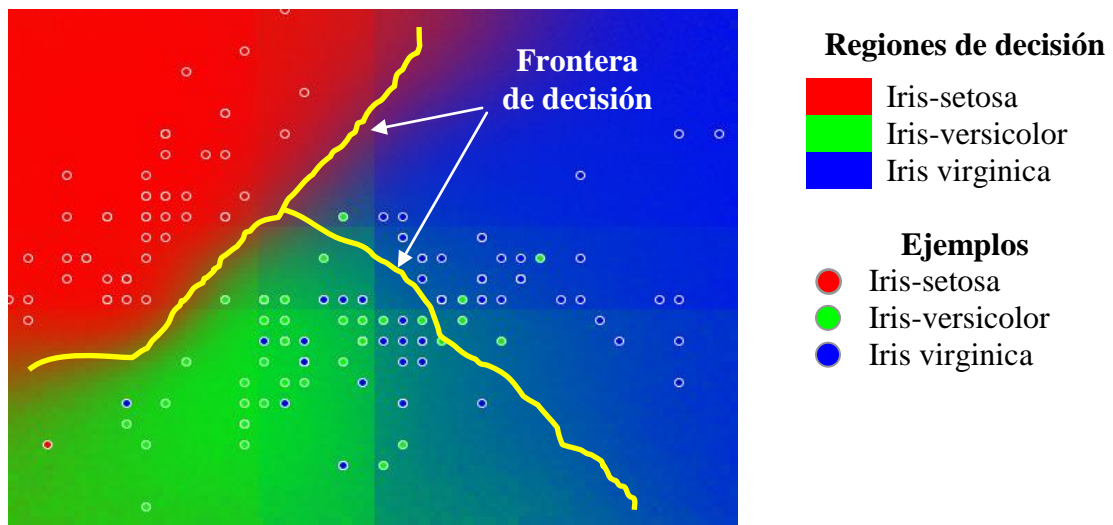 Frontera
de decisión
Regiones de decisión
Iris-setosa
Iris-versicolor
Iris virginica
Ejemplos
Iris-setosa
Iris-versicolor
Iris virginica